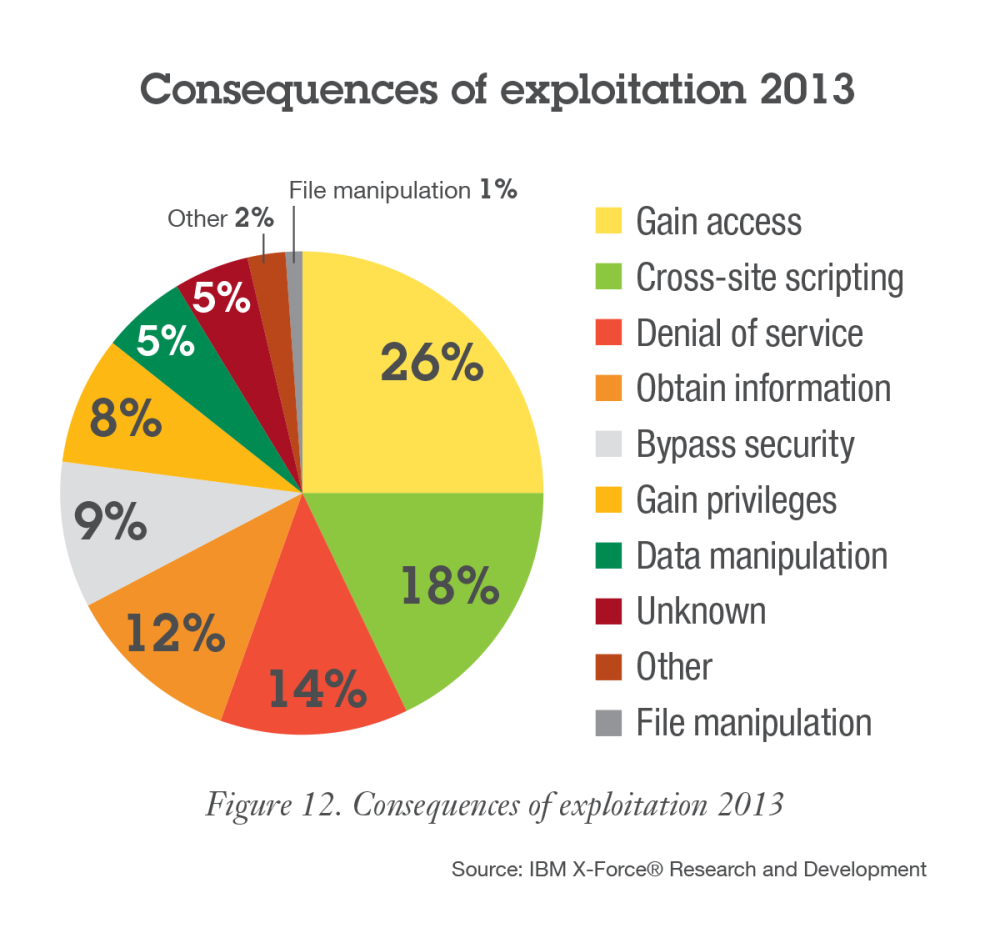 Consequences of exploitation 2013
File manipulation 1%
Other 2%
5%
5%
26%
8%
9%
18%
12%
14%
Gain access
Cross-site scripting
Denial of service
Obtain information
Bypass security
Gain privileges
Data manipulation
Unknown
Other
File manipulation
Figure 12. Consequences of exploitation 2013
Source: IBM X-Force® Research and Development